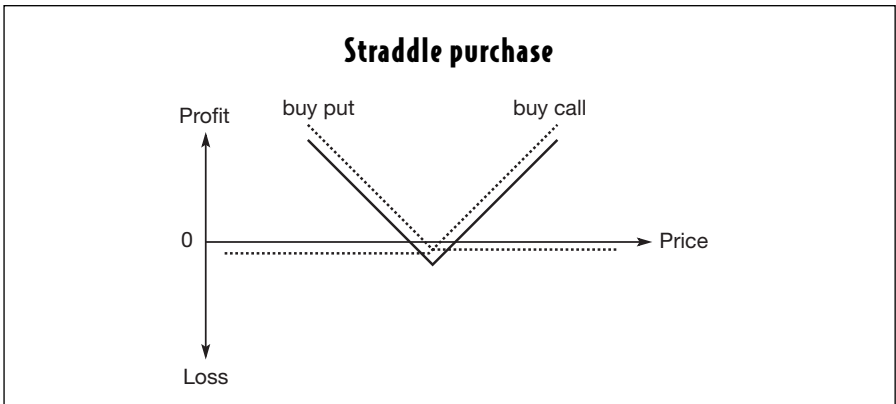 Straddle purchase
Profit
buy put
buy call
0
Price
Loss